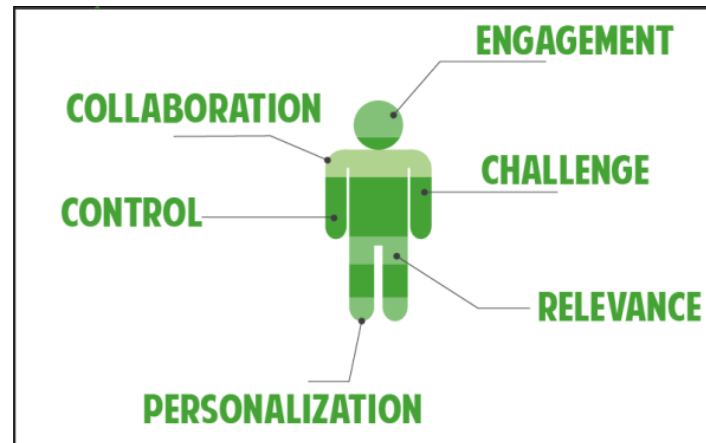 ENGAGEMENT
COLLABORATION
CHALLENGE
CONTROL
RELEVANCE
PERSONALIZATION